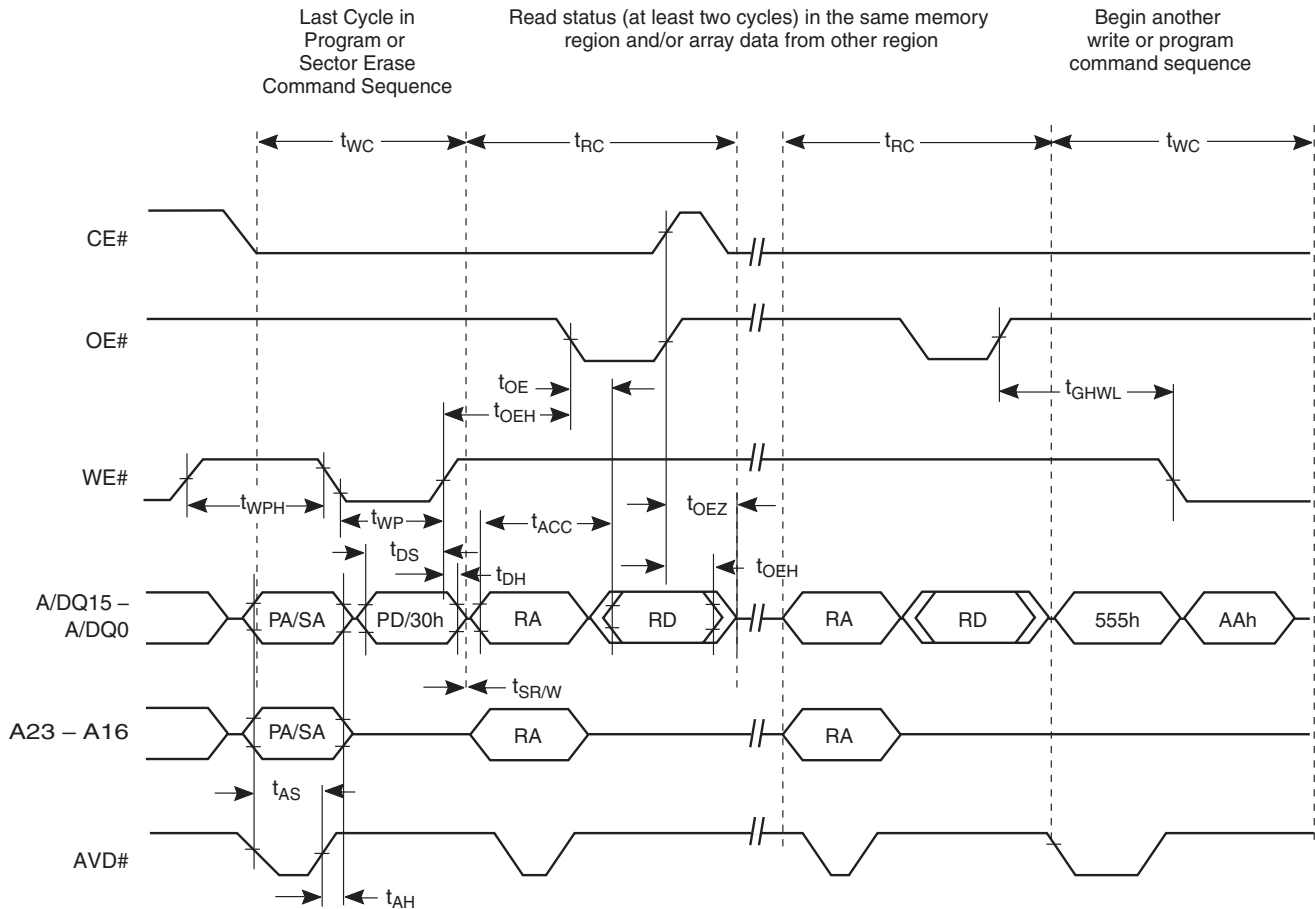 Last Cycle in
Program or
Sector Erase
Command Sequence
Read status (at least two cycles) in the same memory
region and/or array data from other region
Begin another
write or program
command sequence
tWC
tRC
tRC
tWC
CE#
OE#
tOE
tOEH
tGHWL
WE#
tWPH
tWP
tACC
tOEZ
tDS
tDH
tOEH
A/DQ15 –
A/DQ0
PA/SA
PD/30h
RA
RD
RA
RD
555h
AAh
tSR/W
A23 – A16
PA/SA
RA
RA
tAS
AVD#
tAH